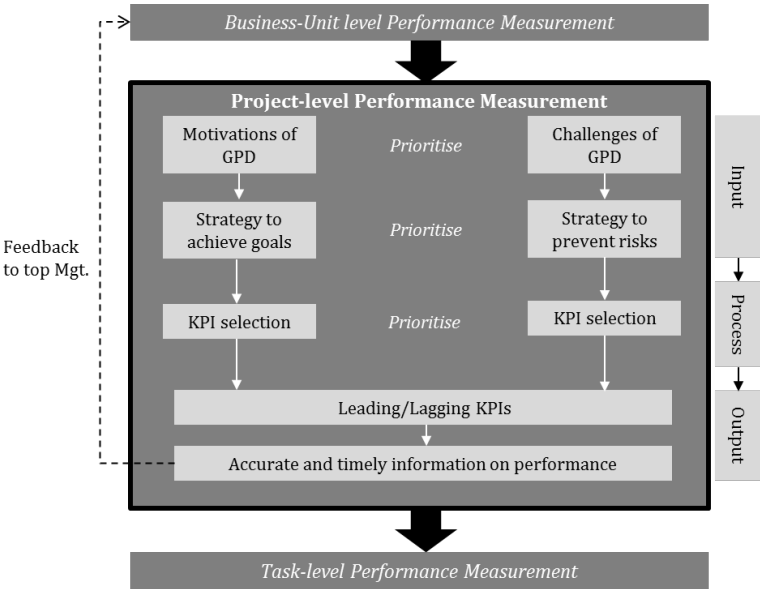 Business-Unit level Performance Measurement
Project-level Performance Measurement
Motivations of
GPD
Prioritise
Challenges of
GPD
Strategy to
achieve goals
Prioritise
Strategy to
prevent risks
KPI selection
Prioritise
KPI selection
Leading/Lagging KPIs
Accurate and timely information on performance
Task-level Performance Measurement
Feedback
to top Mgt.
Input
Process
Output